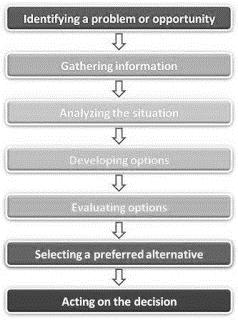 Identifying a problem or opportunity
Gathering information
Analyzing the situation
Developing options
Evaluating options
Selecting a preferred alternative
Acting on the decision